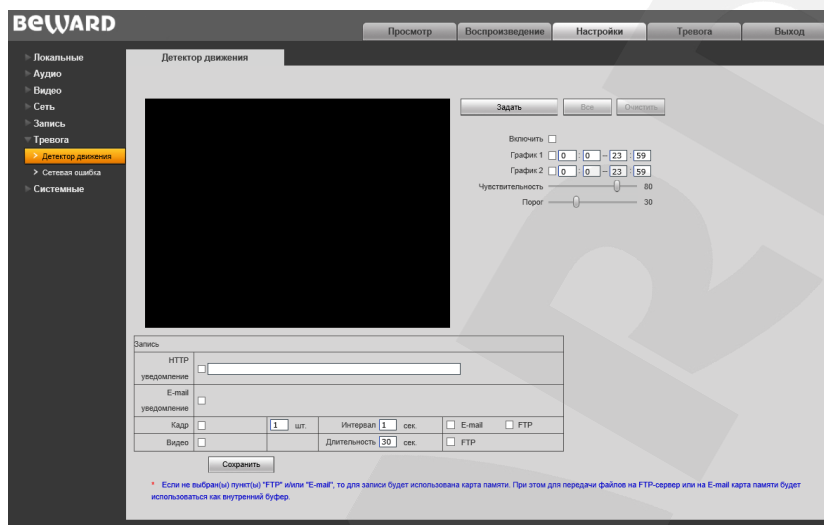 BEWARD
Просмотр Воспроизведение Настройки Тревога Выход
Локальные
Аудио
Видео
Сеть
Запись
Тревога
Детектор движения
Сетевая ошибка
Системные
Детектор движения
Задать Все Очистить
Включить
График 1 0 : 0 – 23 : 59
График 2 0 : 0 – 23 : 59
Чувствительность 80
Порог 30
Запись
HTTP
уведомление
E-mail
уведомление
Кадр 1 шт. Интервал 1 сек. E-mail FTP
Видео Длительность 30 сек. FTP
Сохранить
* Если не выбран(ы) пункт(ы) "FTP" и/или "E-mail", то для записи будет использована карта памяти. При этом для передачи файлов на FTP-сервер или на E-mail карта памяти будет
использоваться как внутренний буфер.